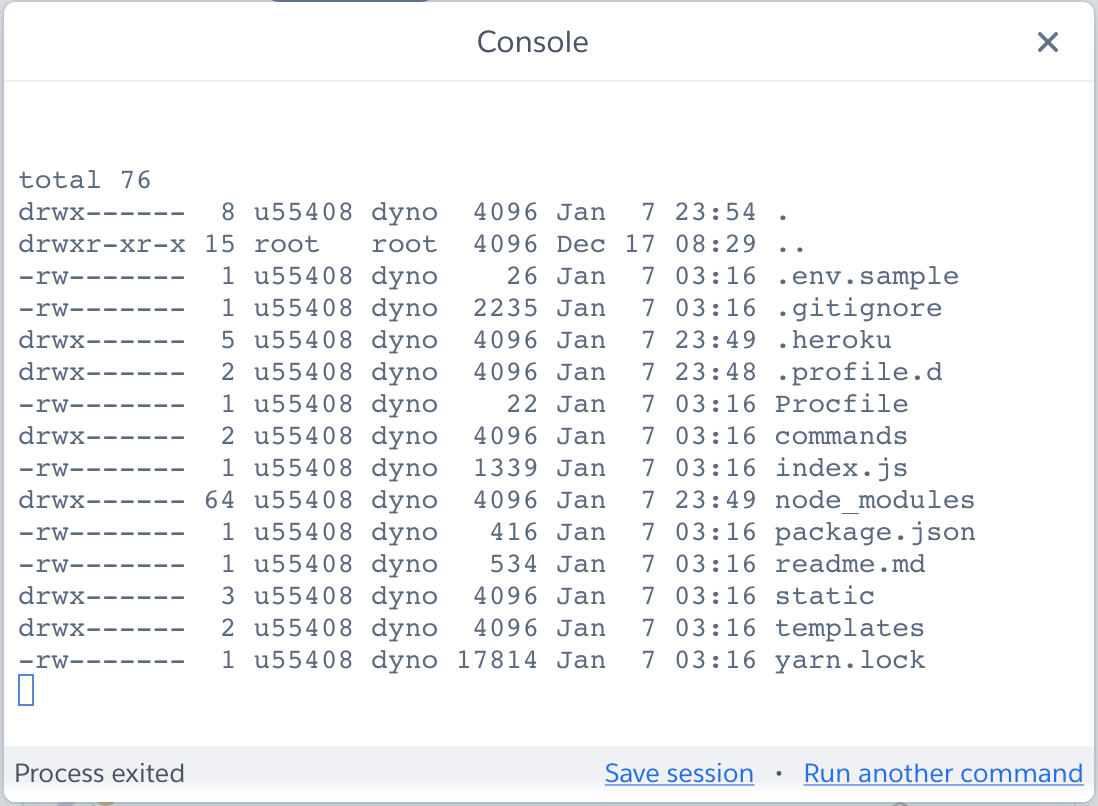 Console
total 76
drwx------  8 u55408 dyno  4096 Jan  7 23:54 .
drwxr-xr-x 15 root   root  4096 Dec 17 08:29 ..
-rw-------  1 u55408 dyno    26 Jan  7 03:16 .env.sample
-rw-------  1 u55408 dyno  2235 Jan  7 03:16 .gitignore
drwx------  5 u55408 dyno  4096 Jan  7 23:49 .heroku
drwx------  2 u55408 dyno  4096 Jan  7 23:48 .profile.d
-rw-------  1 u55408 dyno    22 Jan  7 03:16 Procfile
drwx------  2 u55408 dyno  4096 Jan  7 03:16 commands
-rw-------  1 u55408 dyno  1339 Jan  7 03:16 index.js
drwx------ 64 u55408 dyno  4096 Jan  7 23:49 node_modules
-rw-------  1 u55408 dyno   416 Jan  7 03:16 package.json
-rw-------  1 u55408 dyno   534 Jan  7 03:16 readme.md
drwx------  3 u55408 dyno  4096 Jan  7 03:16 static
drwx------  2 u55408 dyno  4096 Jan  7 03:16 templates
-rw-------  1 u55408 dyno 17814 Jan  7 03:16 yarn.lock
Process exited Save session • Run another command